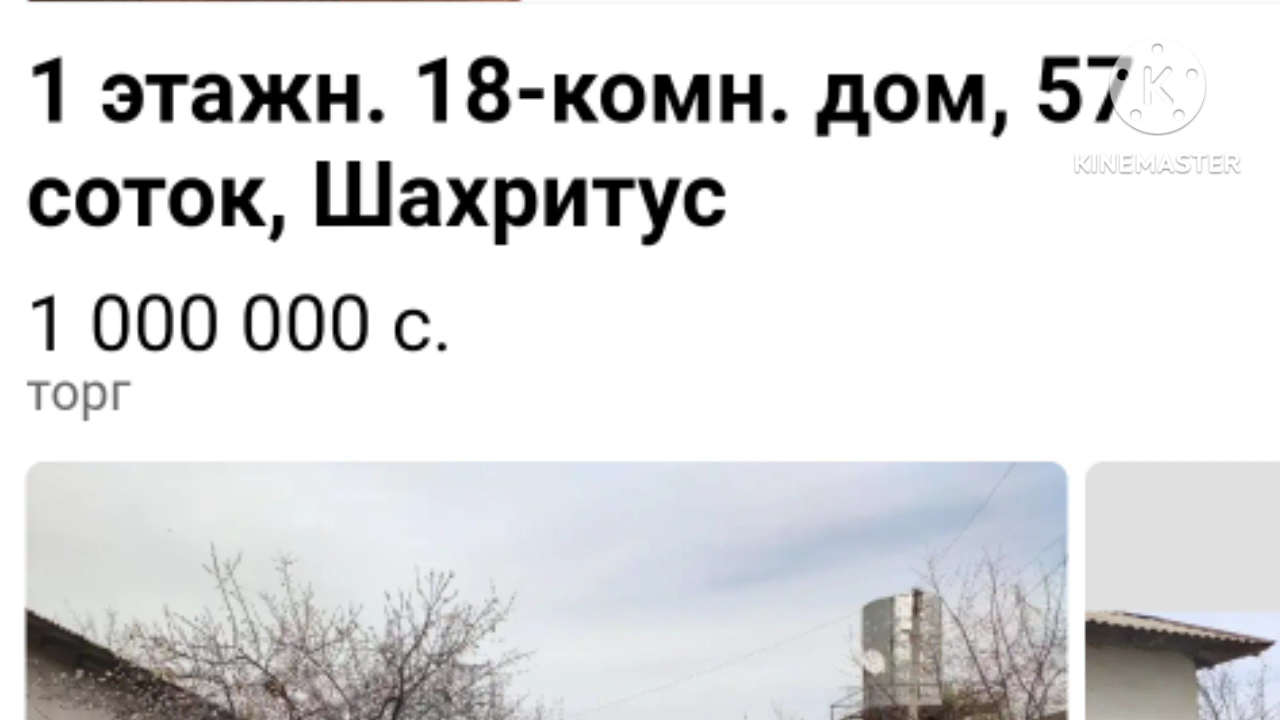 1 этажн. 18-комн. дом, 57
соток, Шахритус
1 000 000 с.
торг
KINEMASTER